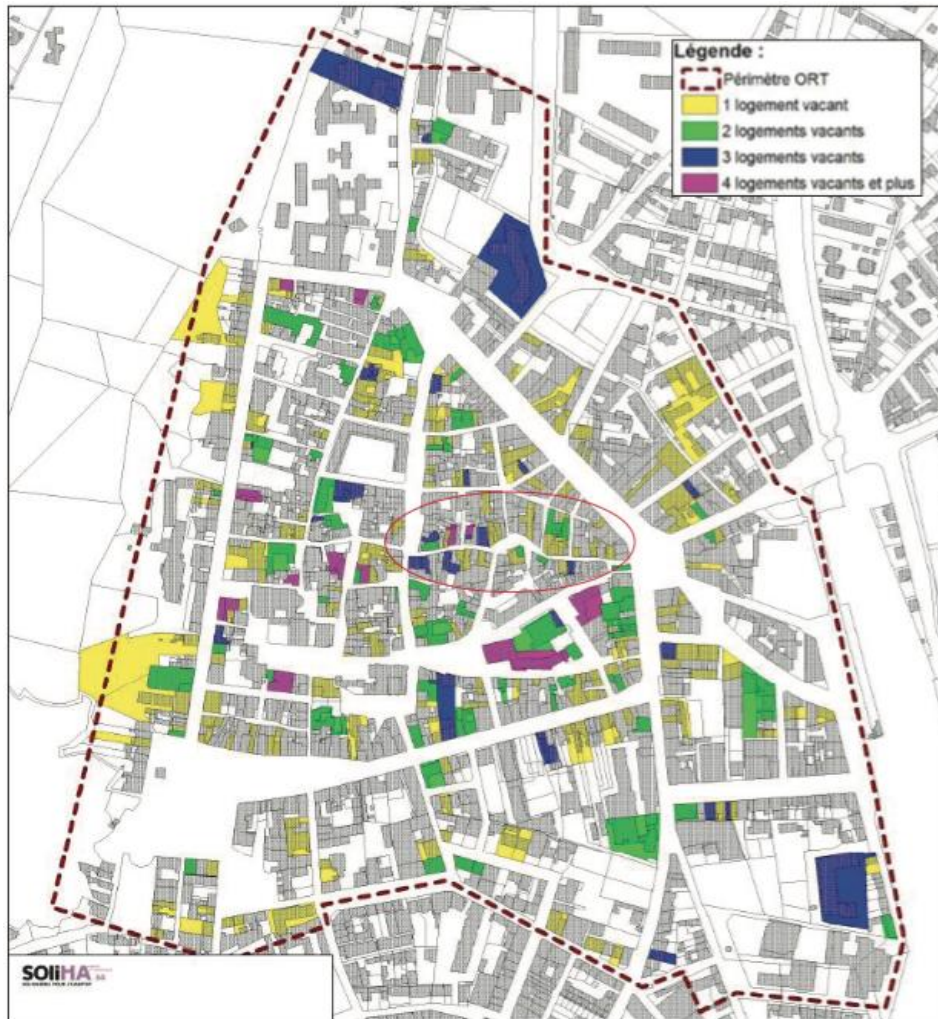 Légende :
Périmètre ORT
1 logement vacant
2 logements vacants
3 logements vacants
4 logements vacants et plus
SOLiHA